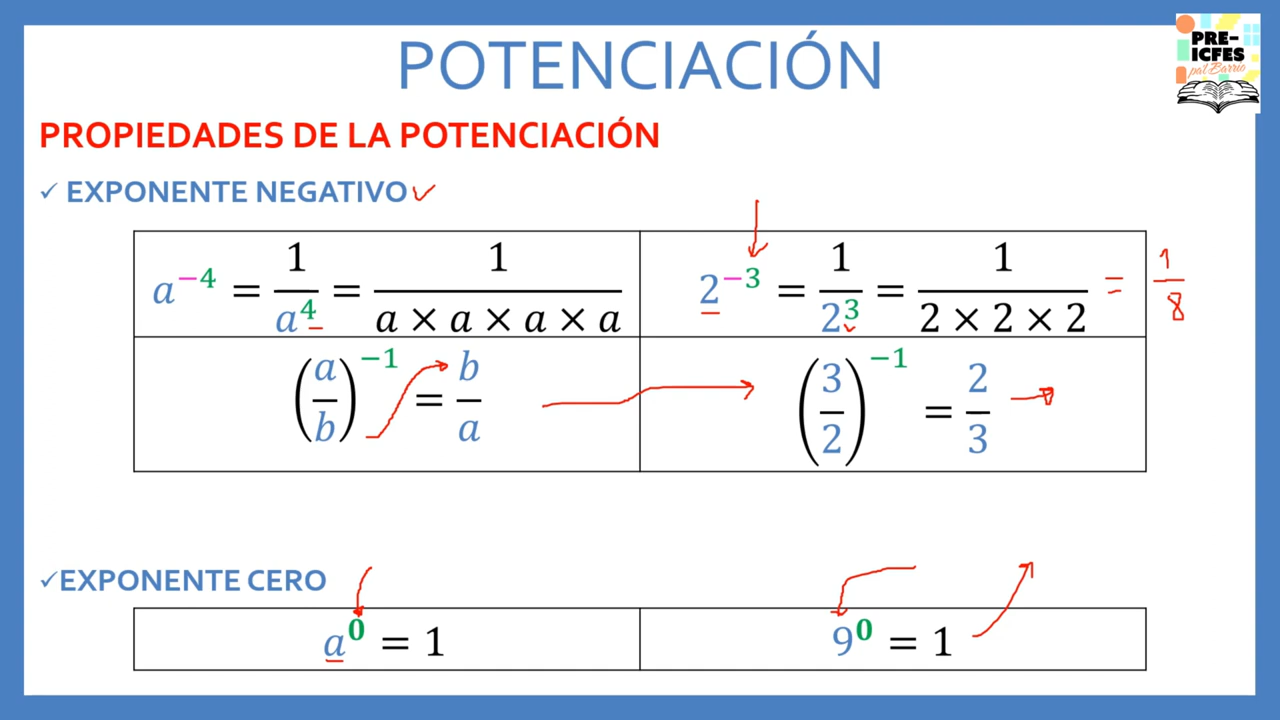 POTENCIACIÓN
PRE-
ICFES
pa'l Barrio
PROPIEDADES DE LA POTENCIACIÓN
✓ EXPONENTE NEGATIVO ✓
a⁻⁴ = 1/a⁴ = 1/(a × a × a × a)
2⁻³ = 1/2³ = 1/(2 × 2 × 2) = 1/8
(a/b)⁻¹ = b/a
(3/2)⁻¹ = 2/3
✓ EXPONENTE CERO
a⁰ = 1
9⁰ = 1